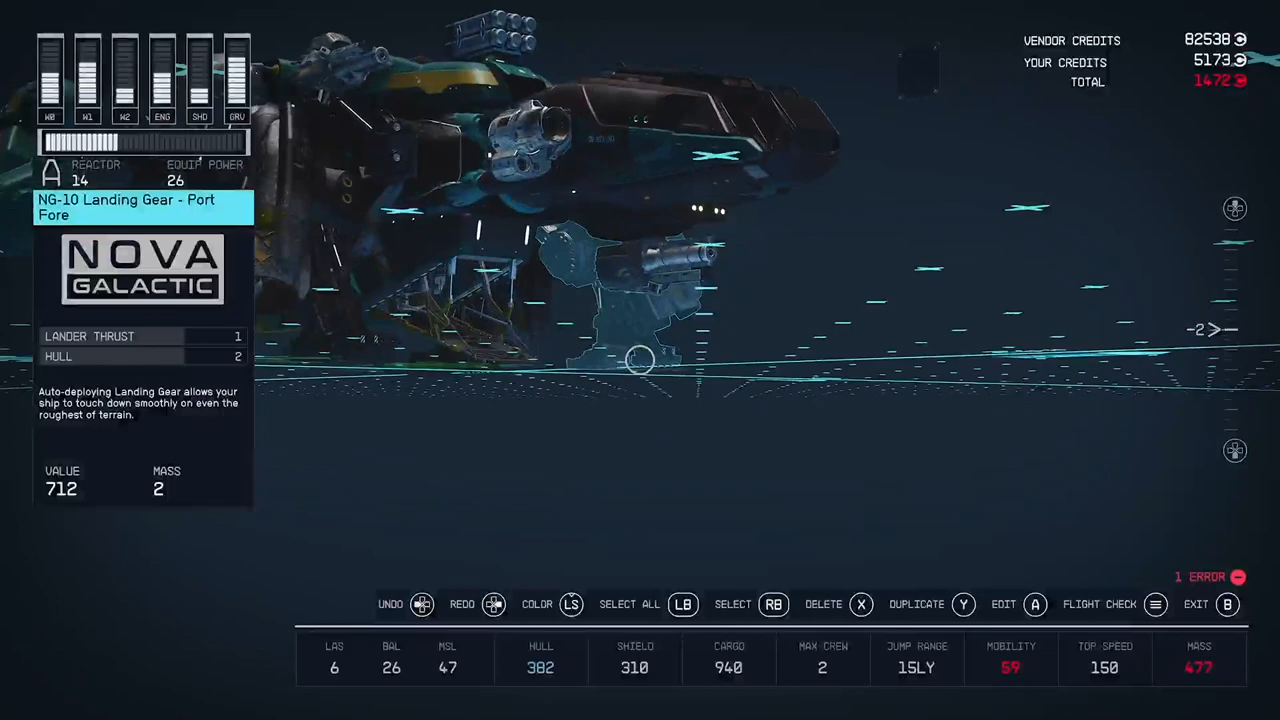 VENDOR CREDITS 82538
YOUR CREDITS 5173
TOTAL 1472
W0 W1 W2 ENG SHD GRV
A REACTOR EQUIP POWER
14 26
NG-10 Landing Gear - Port
Fore
NOVA
GALACTIC
LANDER THRUST 1
HULL 2
Auto-deploying Landing Gear allows your
ship to touch down smoothly on even the
roughest of terrain.
VALUE MASS
712 2
-2
1 ERROR
UNDO REDO COLOR LS SELECT ALL LB SELECT RB DELETE X DUPLICATE Y EDIT A FLIGHT CHECK EXIT B
LAS BAL MSL HULL SHIELD CARGO MAX CREW JUMP RANGE MOBILITY TOP SPEED MASS
6 26 47 382 310 940 2 15LY 59 150 477